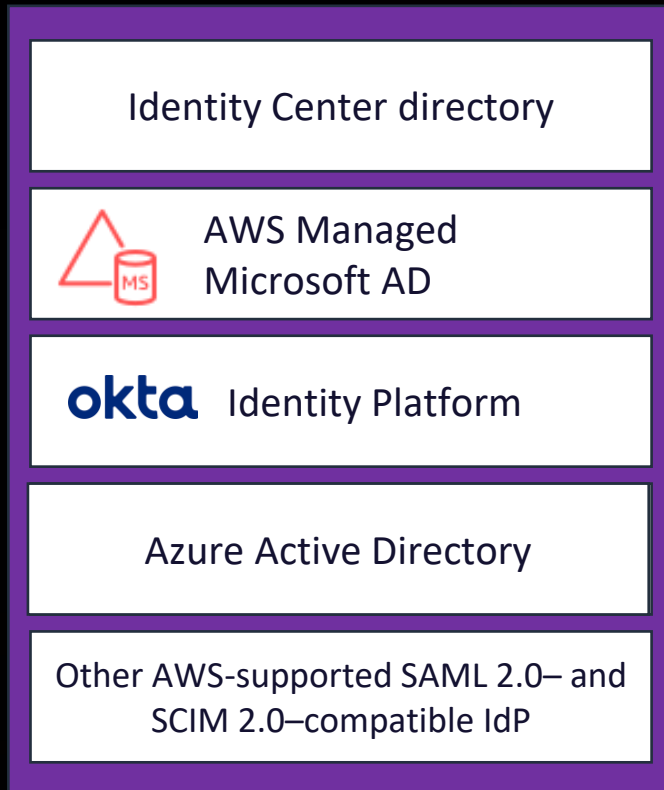 Identity Center directory
AWS Managed
Microsoft AD
MS
okta Identity Platform
Azure Active Directory
Other AWS-supported SAML 2.0– and
SCIM 2.0–compatible IdP